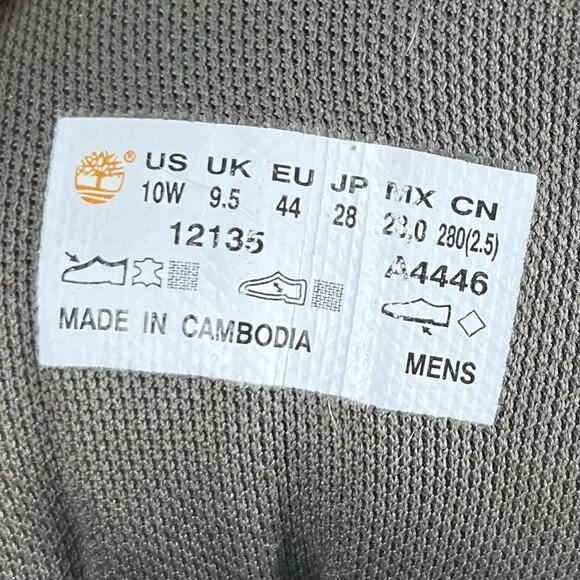 ® US UK EU JP MX CN
10W 9.5 44 28 28.0 280(2.5)
12135 A4446
MADE IN CAMBODIA MENS